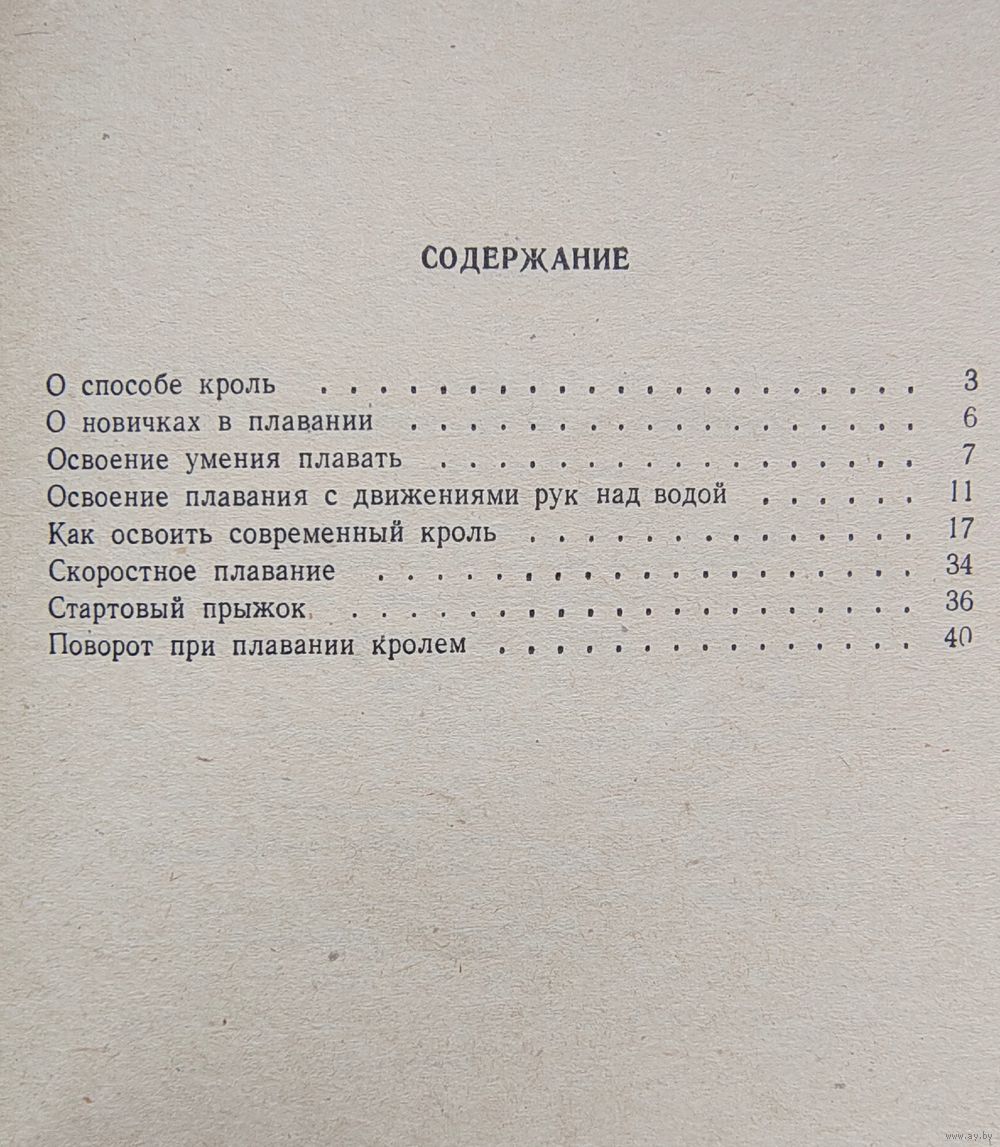 СОДЕРЖАНИЕ
О способе кроль . . . . . . . . . . . . . . . . . . . . . 3
О новичках в плавании . . . . . . . . . . . . . . . . . . 6
Освоение умения плавать . . . . . . . . . . . . . . . . . 7
Освоение плавания с движениями рук над водой . . . . . . 11
Как освоить современный кроль . . . . . . . . . . . . . . 17
Скоростное плавание . . . . . . . . . . . . . . . . . . . 34
Стартовый прыжок . . . . . . . . . . . . . . . . . . . . 36
Поворот при плавании кролем . . . . . . . . . . . . . . . 40
www.ay.by